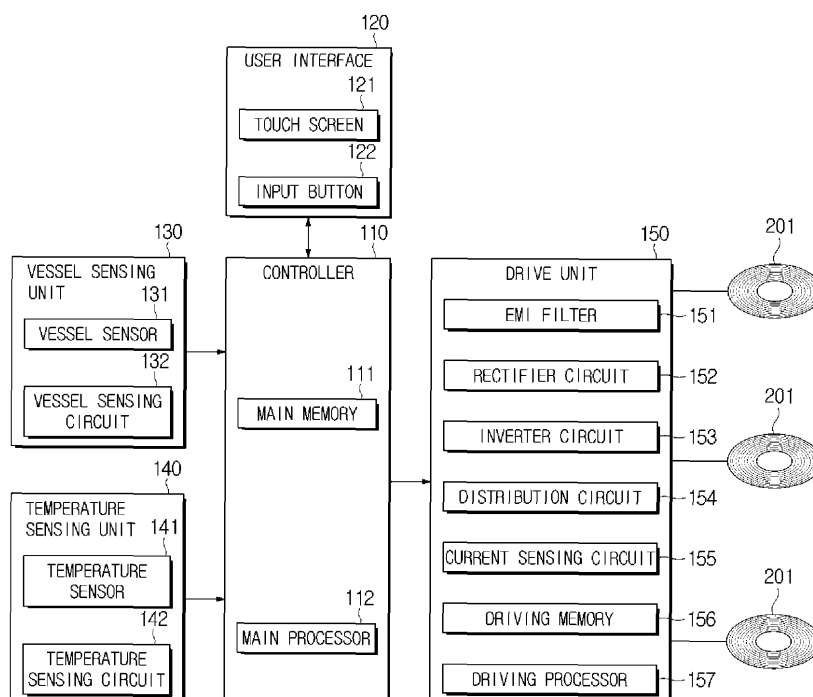 120
USER INTERFACE
121
TOUCH SCREEN
122
INPUT BUTTON
130
VESSEL SENSING
UNIT
131
VESSEL SENSOR
132
VESSEL SENSING
CIRCUIT
140
TEMPERATURE
SENSING UNIT
141
TEMPERATURE
SENSOR
142
TEMPERATURE
SENSING CIRCUIT
110
CONTROLLER
111
MAIN MEMORY
112
MAIN PROCESSOR
150
DRIVE UNIT
EMI FILTER 151
RECTIFIER CIRCUIT 152
INVERTER CIRCUIT 153
DISTRIBUTION CIRCUIT 154
CURRENT SENSING CIRCUIT 155
DRIVING MEMORY 156
DRIVING PROCESSOR 157
201
201
201